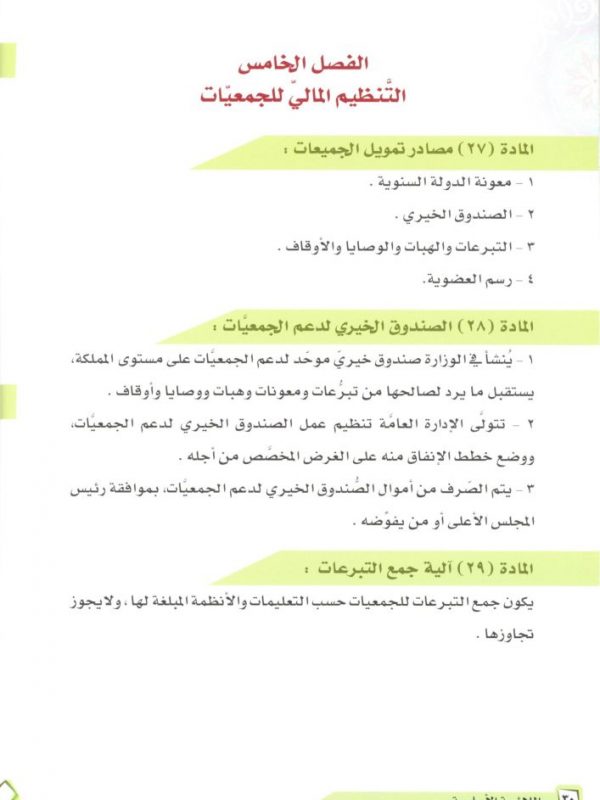 الفصل الخامس
التَّنظيم الماليّ للجمعيّات
المادة (٢٧) مصادر تمويل الجميعات :
١ - معونة الدولة السنوية .
٢ - الصندوق الخيري .
٣ - التبرعات والهبات والوصايا والأوقاف .
٤ - رسم العضوية.
المادة (٢٨) الصندوق الخيري لدعم الجمعيَّات :
١ - يُنشأ في الوزارة صندوق خيريّ موحّد لدعم الجمعيَّات على مستوى المملكة،
يستقبل ما يرد لصالحها من تبرُّعات ومعونات وهبات ووصايا وأوقاف .
٢ - تتولَّى الإدارة العامَّة تنظيم عمل الصندوق الخيري لدعم الجمعيَّات،
ووضع خطط الإنفاق منه على الغرض المخصَّص من أجله .
٣ - يتم الصَرف من أموال الصُّندوق الخيري لدعم الجمعيَّات، بموافقة رئيس
المجلس الأعلى أو من يفوِّضه .
المادة (٢٩) آلية جمع التبرعات :
يكون جمع التبرعات للجمعيات حسب التعليمات والأنظمة المبلغة لها ، ولايجوز
تجاوزها .